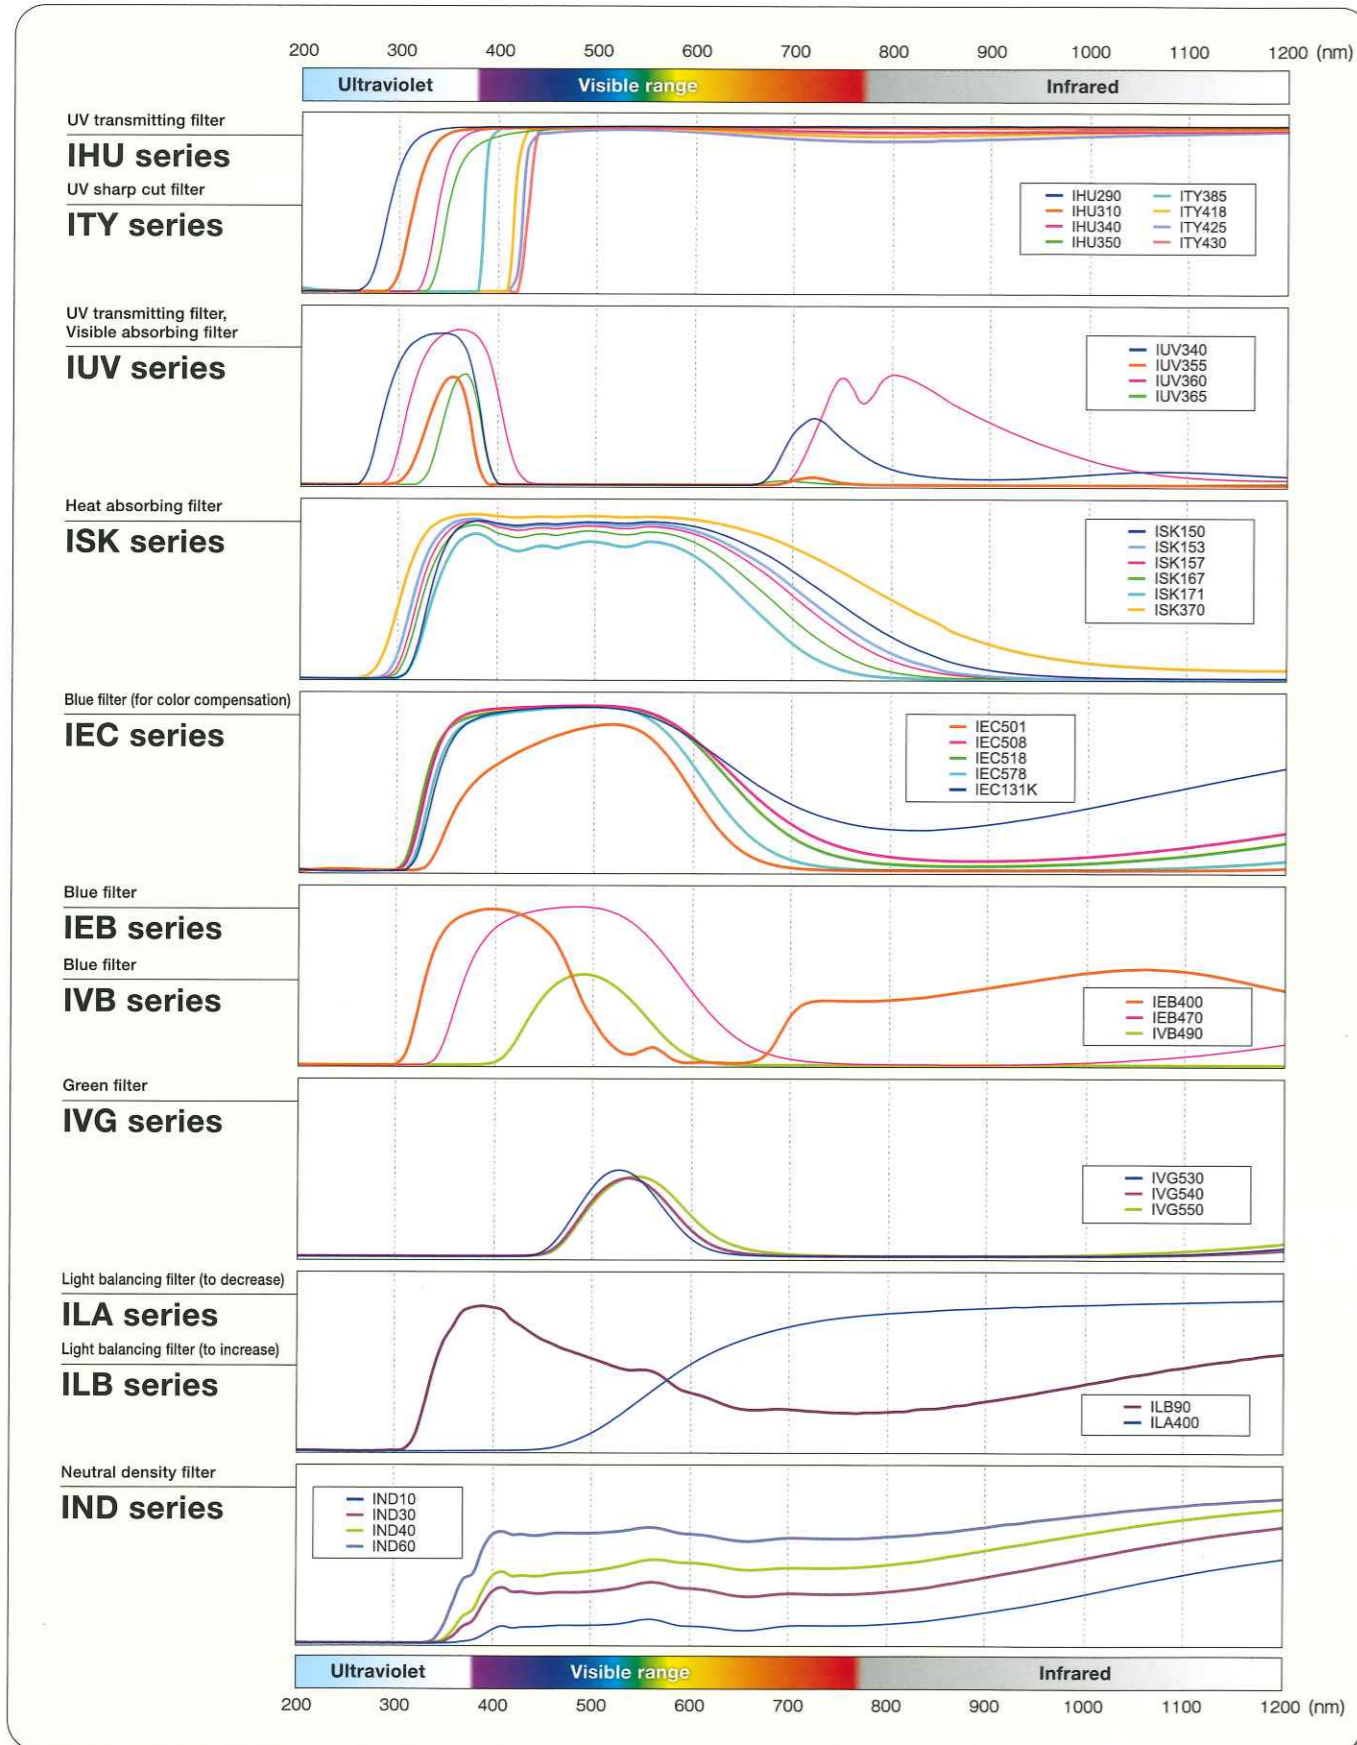 200 300 400 500 600 700 800 900 1000 1100 1200 (nm)
Ultraviolet Visible range Infrared
UV transmitting filter
IHU series
UV sharp cut filter
ITY series
IHU290 ITY385
IHU310 ITY418
IHU340 ITY425
IHU350 ITY430
UV transmitting filter,
Visible absorbing filter
IUV series
IUV340
IUV355
IUV360
IUV365
Heat absorbing filter
ISK series
ISK150
ISK153
ISK157
ISK167
ISK171
ISK370
Blue filter (for color compensation)
IEC series
IEC501
IEC508
IEC518
IEC578
IEC131K
Blue filter
IEB series
Blue filter
IVB series
IEB400
IEB470
IVB490
Green filter
IVG series
IVG530
IVG540
IVG550
Light balancing filter (to decrease)
ILA series
Light balancing filter (to increase)
ILB series
ILB90
ILA400
Neutral density filter
IND series
IND10
IND30
IND40
IND60
Ultraviolet Visible range Infrared
200 300 400 500 600 700 800 900 1000 1100 1200 (nm)